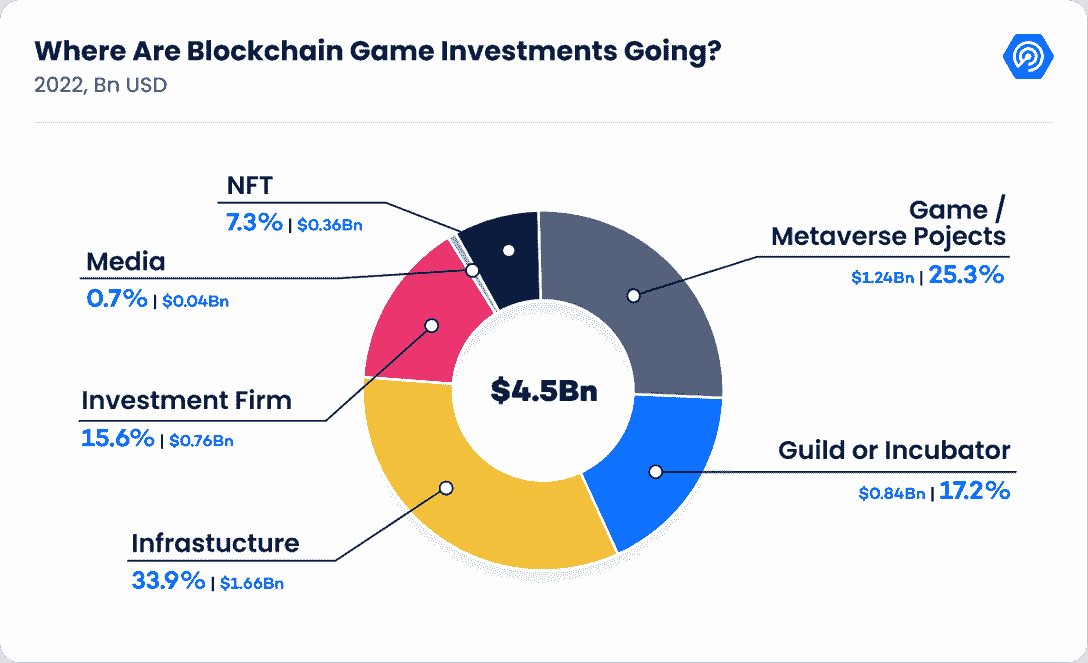 Where Are Blockchain Game Investments Going?
2022, Bn USD
NFT
7.3% | $0.36Bn
Media
0.7% | $0.04Bn
Investment Firm
15.6% | $0.76Bn
Infrastucture
33.9% | $1.66Bn
$4.5Bn
Game /
Metaverse Pojects
$1.24Bn | 25.3%
Guild or Incubator
$0.84Bn | 17.2%